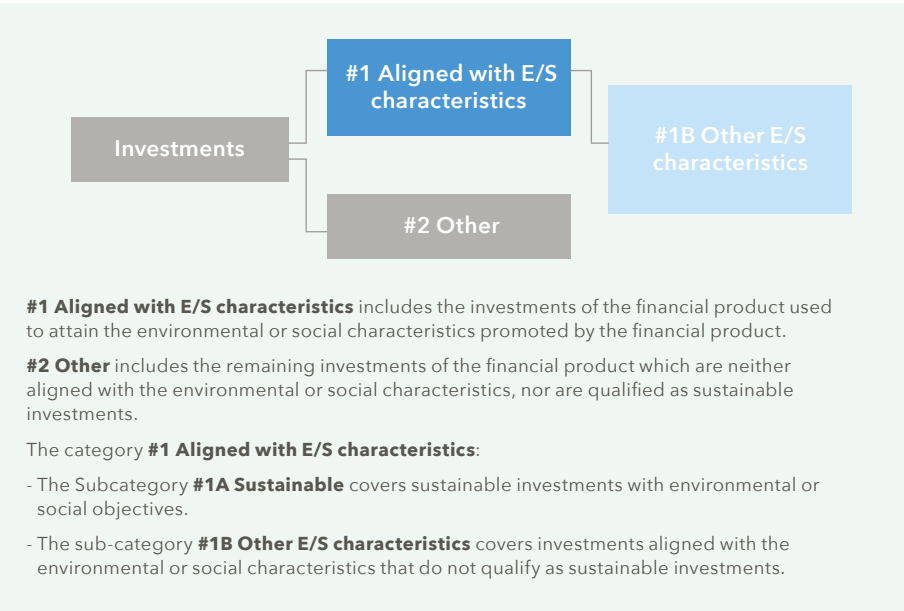 #1 Aligned with E/S
characteristics
Investments
#1B Other E/S
characteristics
#2 Other
#1 Aligned with E/S characteristics includes the investments of the financial product used
to attain the environmental or social characteristics promoted by the financial product.
#2 Other includes the remaining investments of the financial product which are neither
aligned with the environmental or social characteristics, nor are qualified as sustainable
investments.
The category #1 Aligned with E/S characteristics:
- The Subcategory #1A Sustainable covers sustainable investments with environmental or
social objectives.
- The sub-category #1B Other E/S characteristics covers investments aligned with the
environmental or social characteristics that do not qualify as sustainable investments.